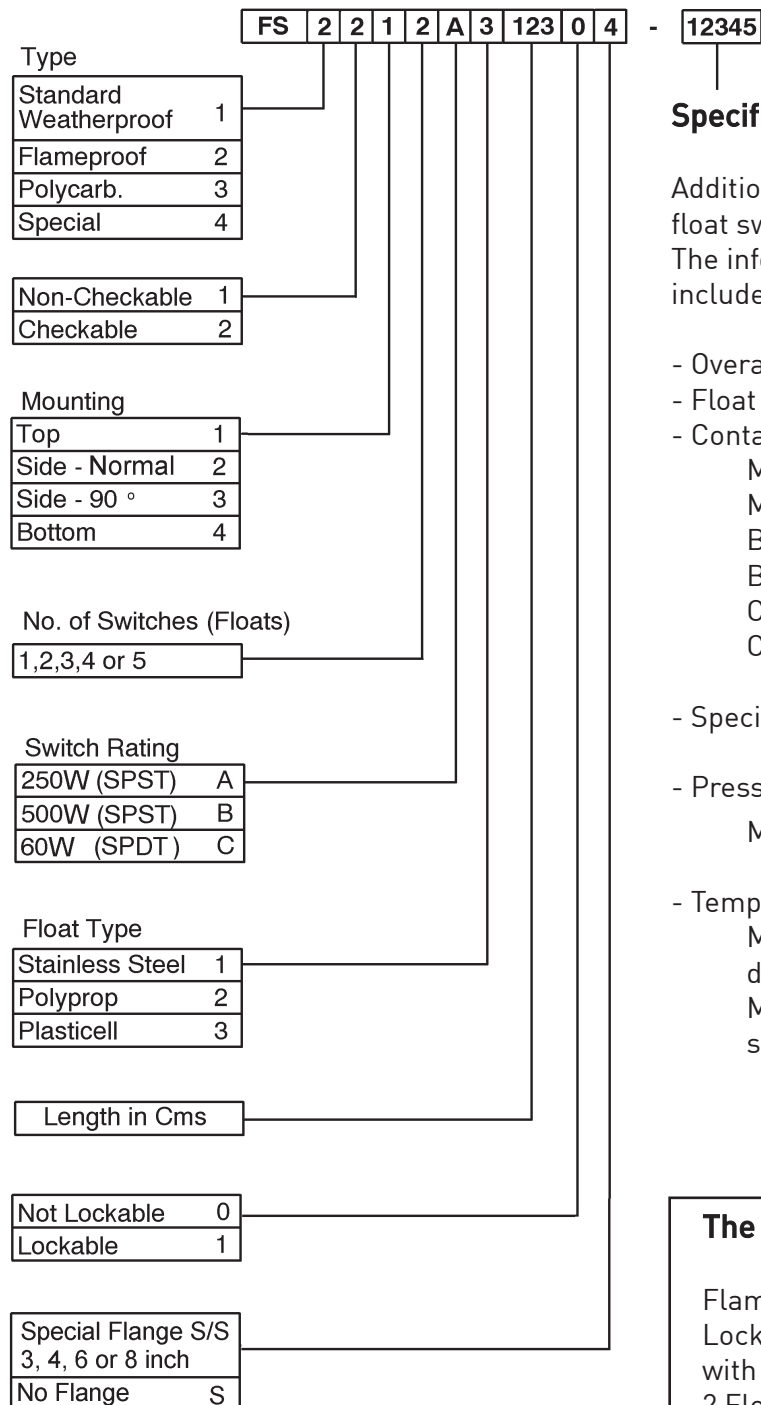 FS 2 2 1 2 A 3 123 0 4 - 12345
Type
Standard
Weatherproof 1
Flameproof 2
Polycarb. 3
Special 4
Non-Checkable 1
Checkable 2
Mounting
Top 1
Side - Normal 2
Side - 90 ° 3
Bottom 4
No. of Switches (Floats)
1,2,3,4 or 5
Switch Rating
250W (SPST) A
500W (SPST) B
60W (SPDT) C
Float Type
Stainless Steel 1
Polyprop 2
Plasticell 3
Length in Cms
Not Lockable 0
Lockable 1
Special Flange S/S
3, 4, 6 or 8 inch
No Flange S
Specif
Additio
float sw
The info
include
- Overa
- Float
- Conta
M
M
B
B
C
C
- Speci
- Press
M
- Temp
M
d
M
s
The
Flam
Lock
with